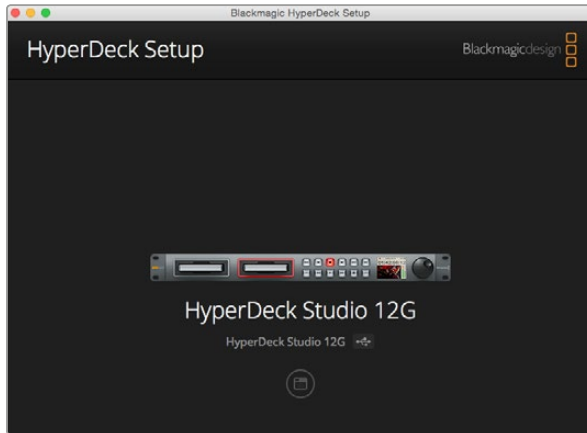 Blackmagic HyperDeck Setup
HyperDeck Setup
Blackmagicdesign
HyperDeck Studio 12G
HyperDeck Studio 12G